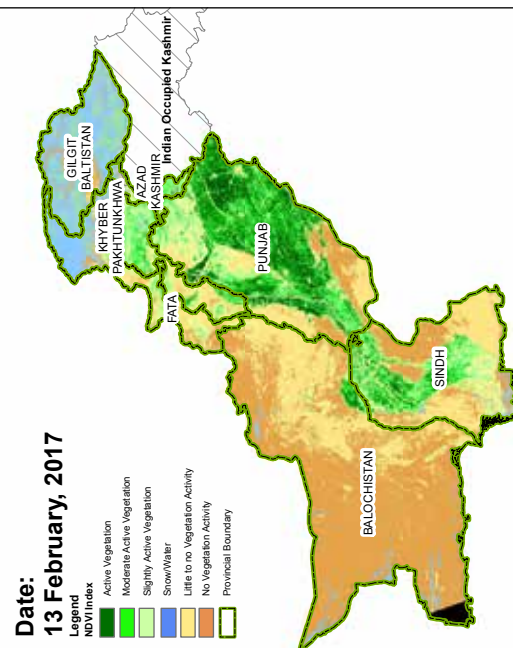 Date:
13 February, 2017
Legend
NDVI Index
Active Vegetation
Moderate Active Vegetation
Slightly Active Vegetation
Snow/Water
Little to no Vegetation Activity
No Vegetation Activity
Provincial Boundary
GILGIT
BALTISTAN
KHYBER
PAKHTUNKHWA
AZAD
KASHMIR
Indian Occupied Kashmir
FATA
PUNJAB
BALOCHISTAN
SINDH